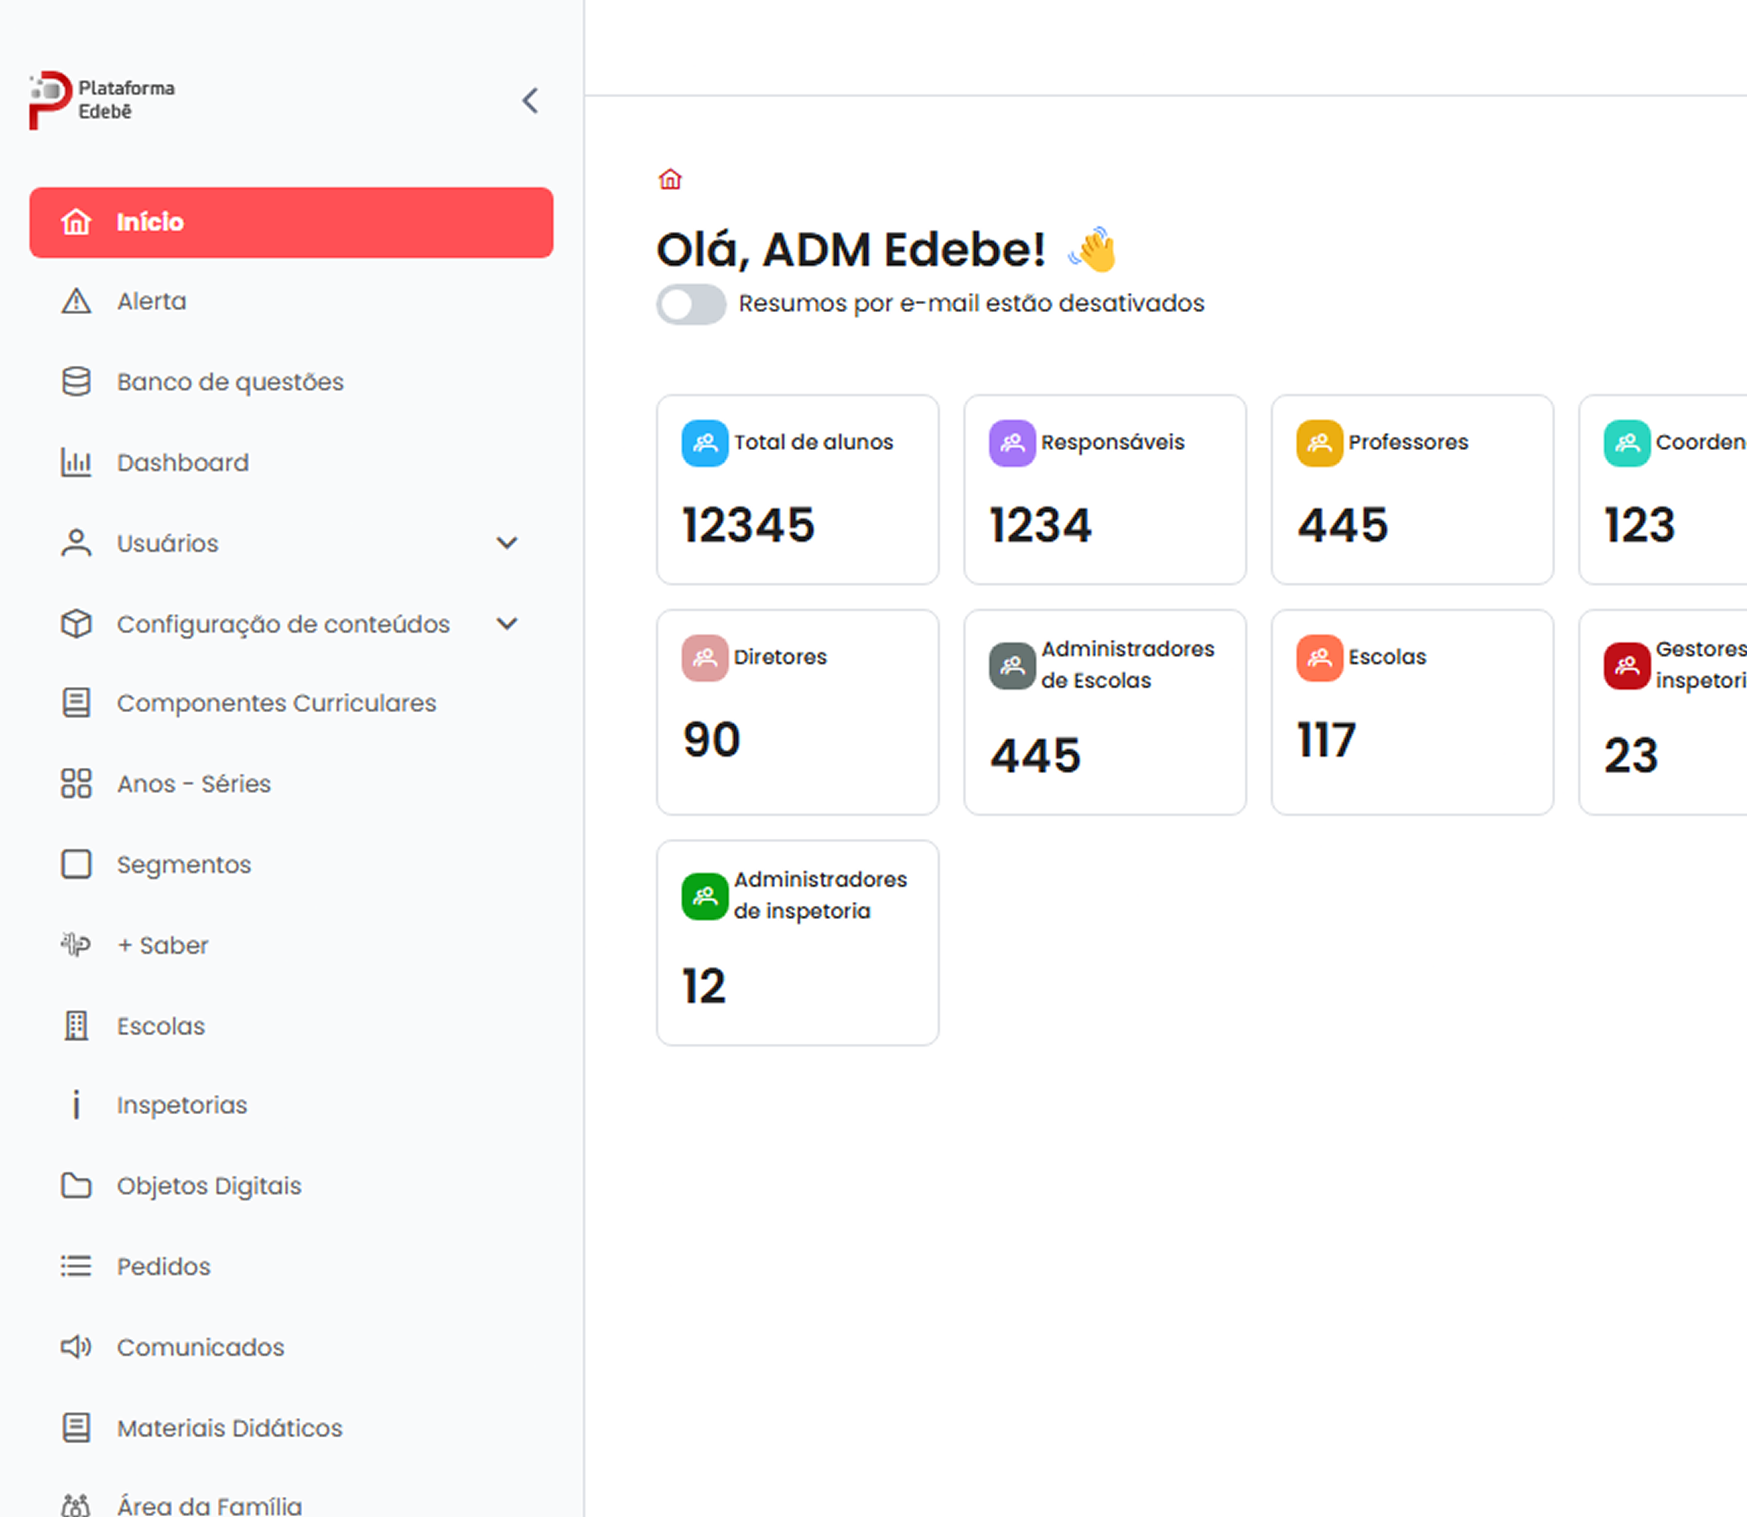 Plataforma
Edebê
Início
Alerta
Banco de questões
Dashboard
Usuários
Configuração de conteúdos
Componentes Curriculares
Anos - Séries
Segmentos
+ Saber
Escolas
Inspetorias
Objetos Digitais
Pedidos
Comunicados
Materiais Didáticos
Área da Família
Olá, ADM Edebe! 👋
Resumos por e-mail estão desativados
Total de alunos
12345
Responsáveis
1234
Professores
445
Coorden
123
Diretores
90
Administradores
de Escolas
445
Escolas
117
Gestores
inspetori
23
Administradores
de inspetoria
12